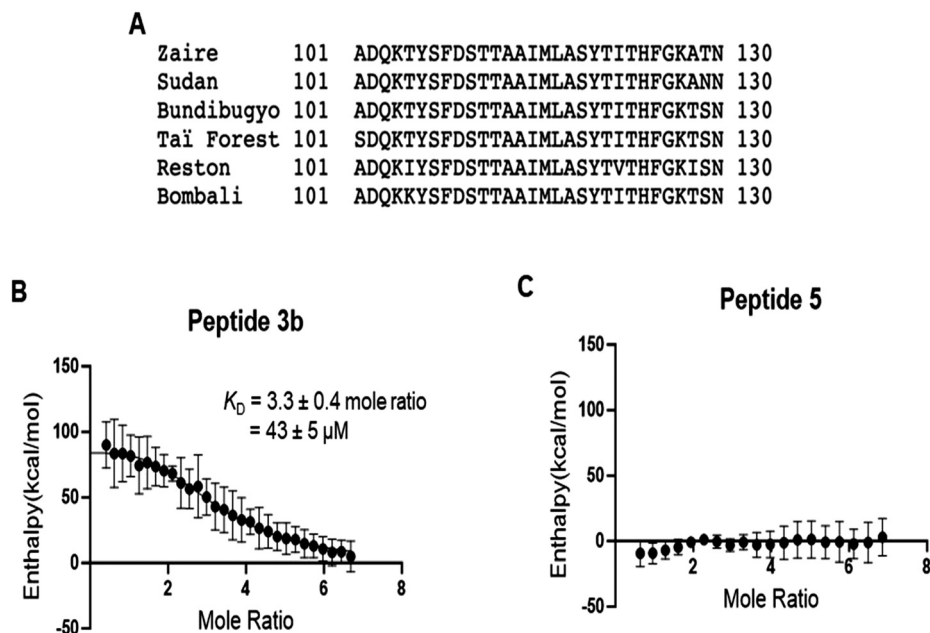 A
Zaire 101 ADQKTYSFDSTTAAIMLASYTITHFGKATN 130
Sudan 101 ADQKTYSFDSTTAAIMLASYTITHFGKANN 130
Bundibugyo 101 ADQKTYSFDSTTAAIMLASYTITHFGKTSN 130
Taï Forest 101 SDQKTYSFDSTTAAIMLASYTITHFGKTSN 130
Reston 101 ADQKIYSFDSTTAAIMLASYTVTHFGKISN 130
Bombali 101 ADQKKYSFDSTTAAIMLASYTITHFGKTSN 130
B
Peptide 3b
150
100
50
0
-50
Enthalpy(kcal/mol)
K_D = 3.3 ± 0.4 mole ratio
= 43 ± 5 µM
2 4 6 8
Mole Ratio
C
Peptide 5
150
100
50
0
-50
Enthalpy(kcal/mol)
2 4 6 8
Mole Ratio